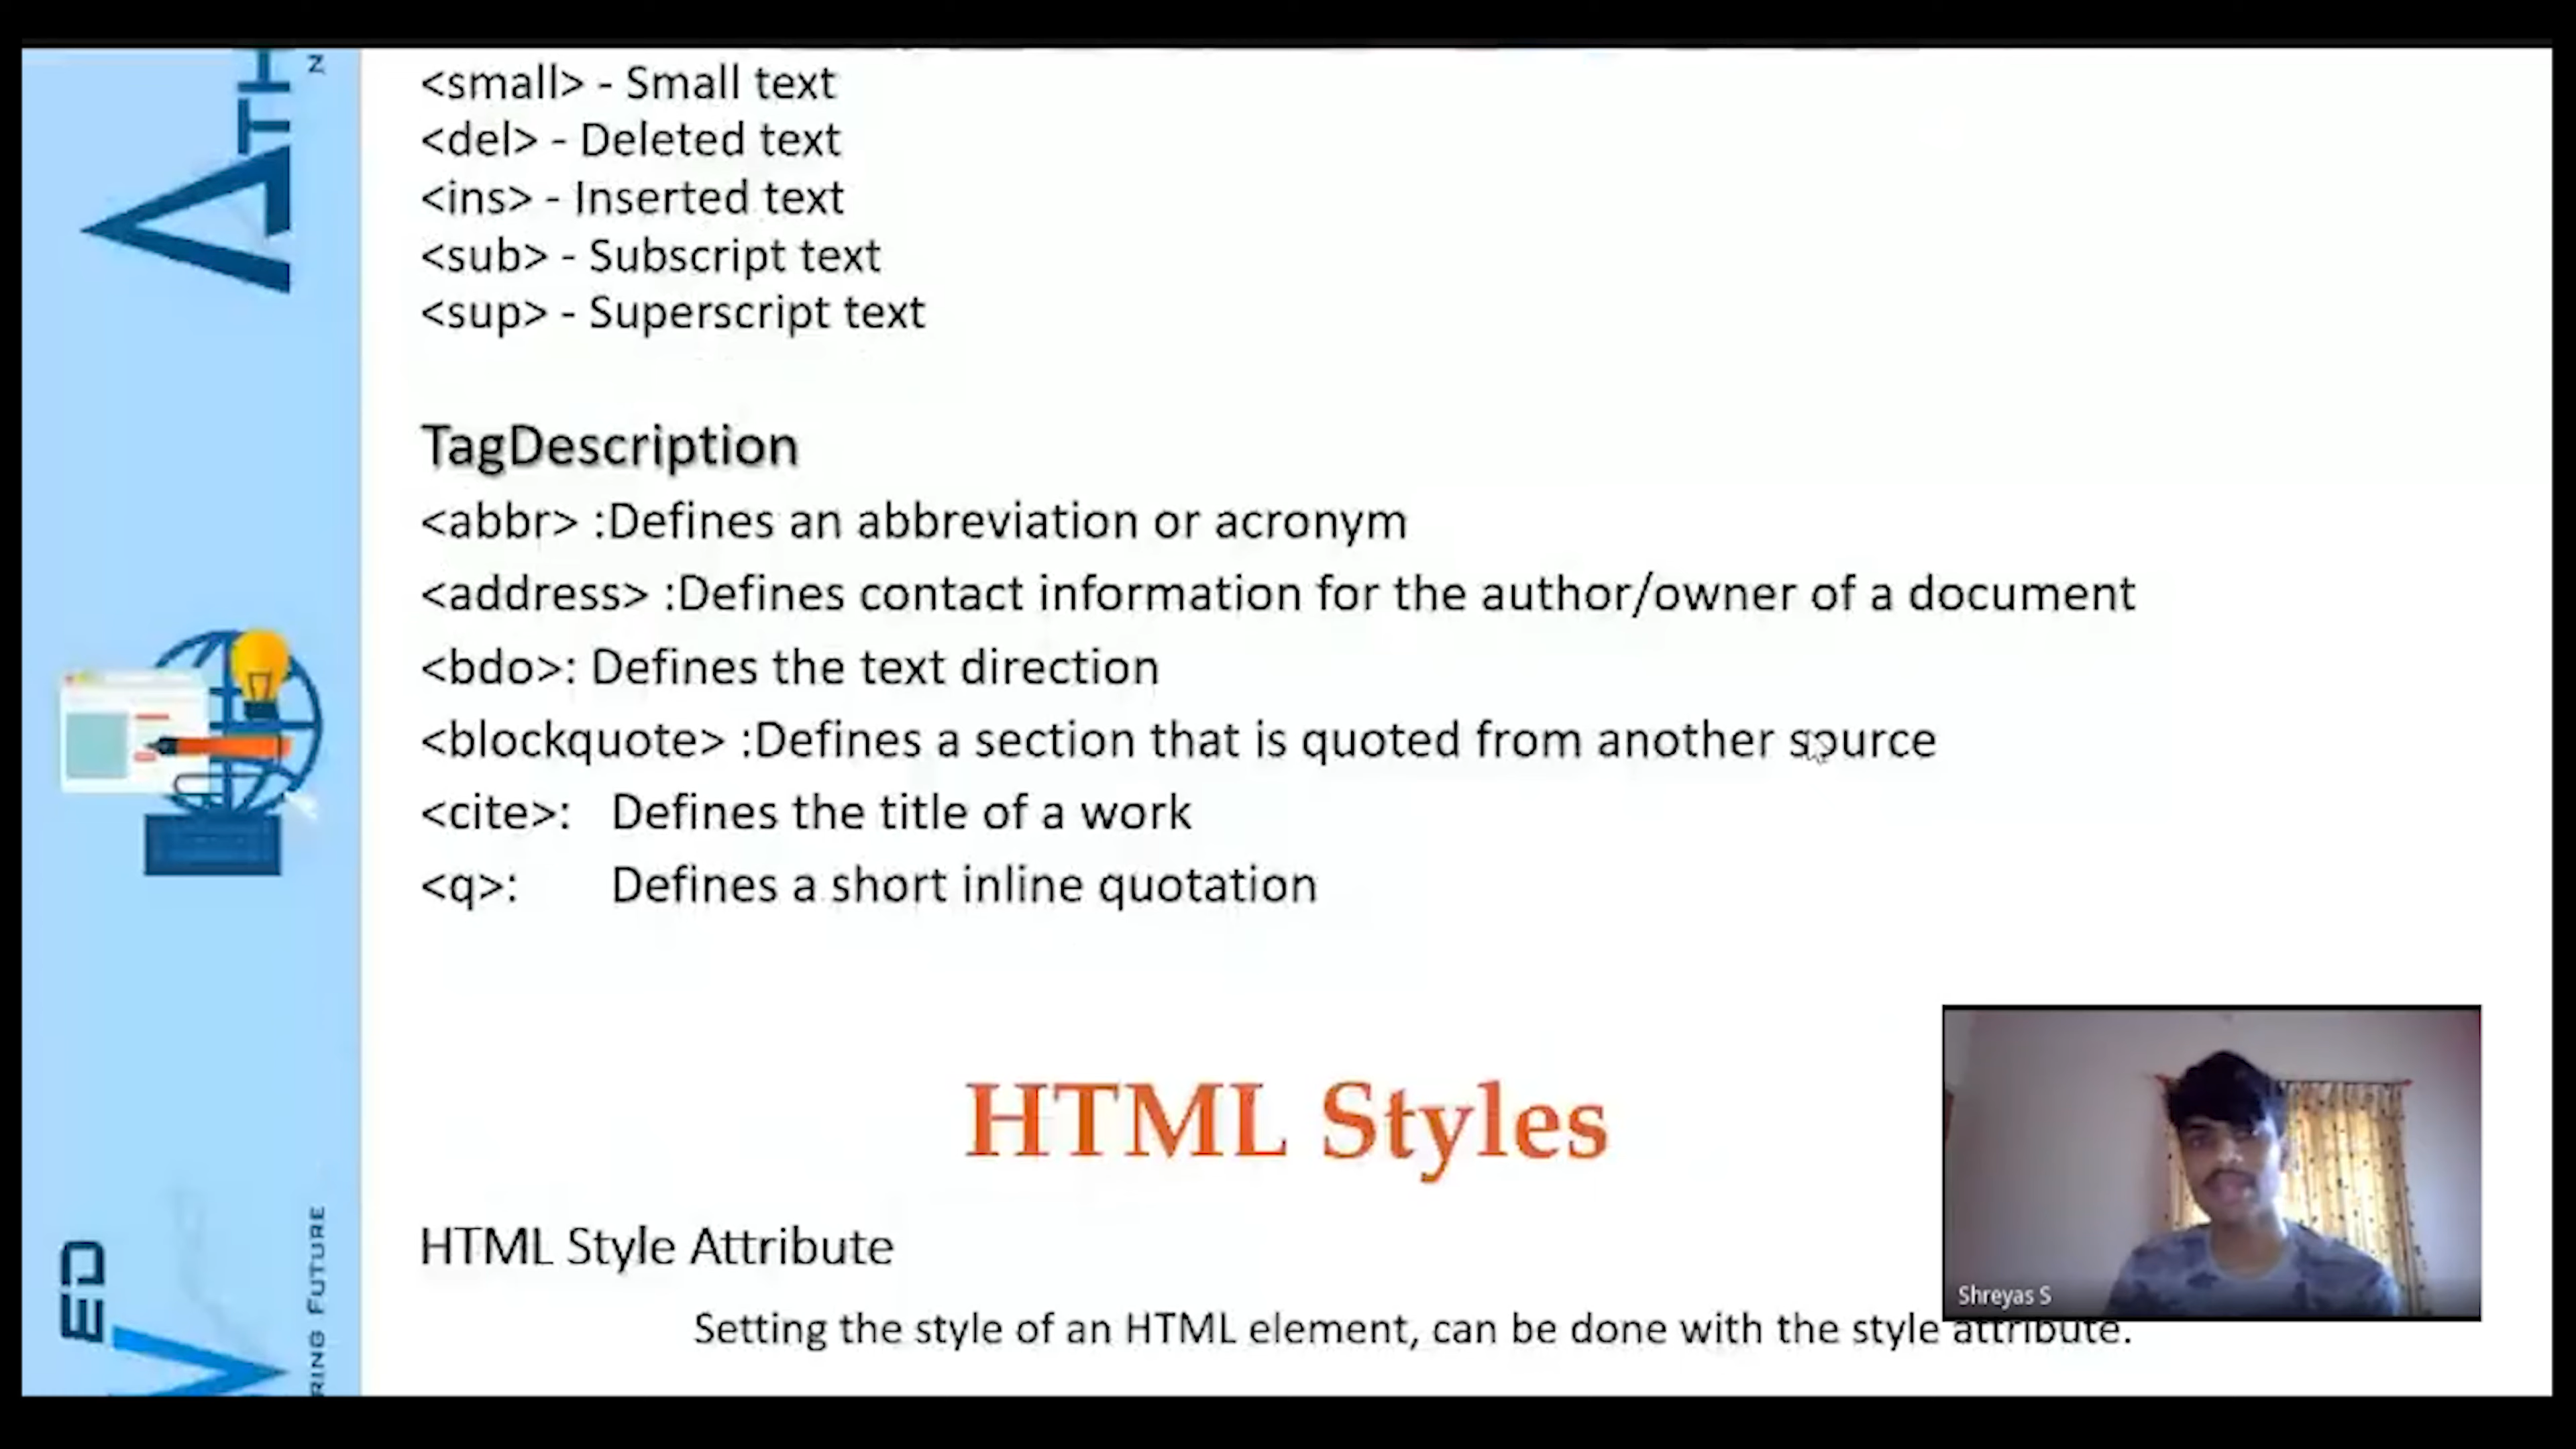 <small> - Small text
<del> - Deleted text
<ins> - Inserted text
<sub> - Subscript text
<sup> - Superscript text
TagDescription
<abbr> :Defines an abbreviation or acronym
<address> :Defines contact information for the author/owner of a document
<bdo>: Defines the text direction
<blockquote> :Defines a section that is quoted from another source
<cite>: Defines the title of a work
<q>: Defines a short inline quotation
HTML Styles
HTML Style Attribute
Setting the style of an HTML element, can be done with the style attribute.
Shreyas S
ED
RING FUTURE
ATH
N